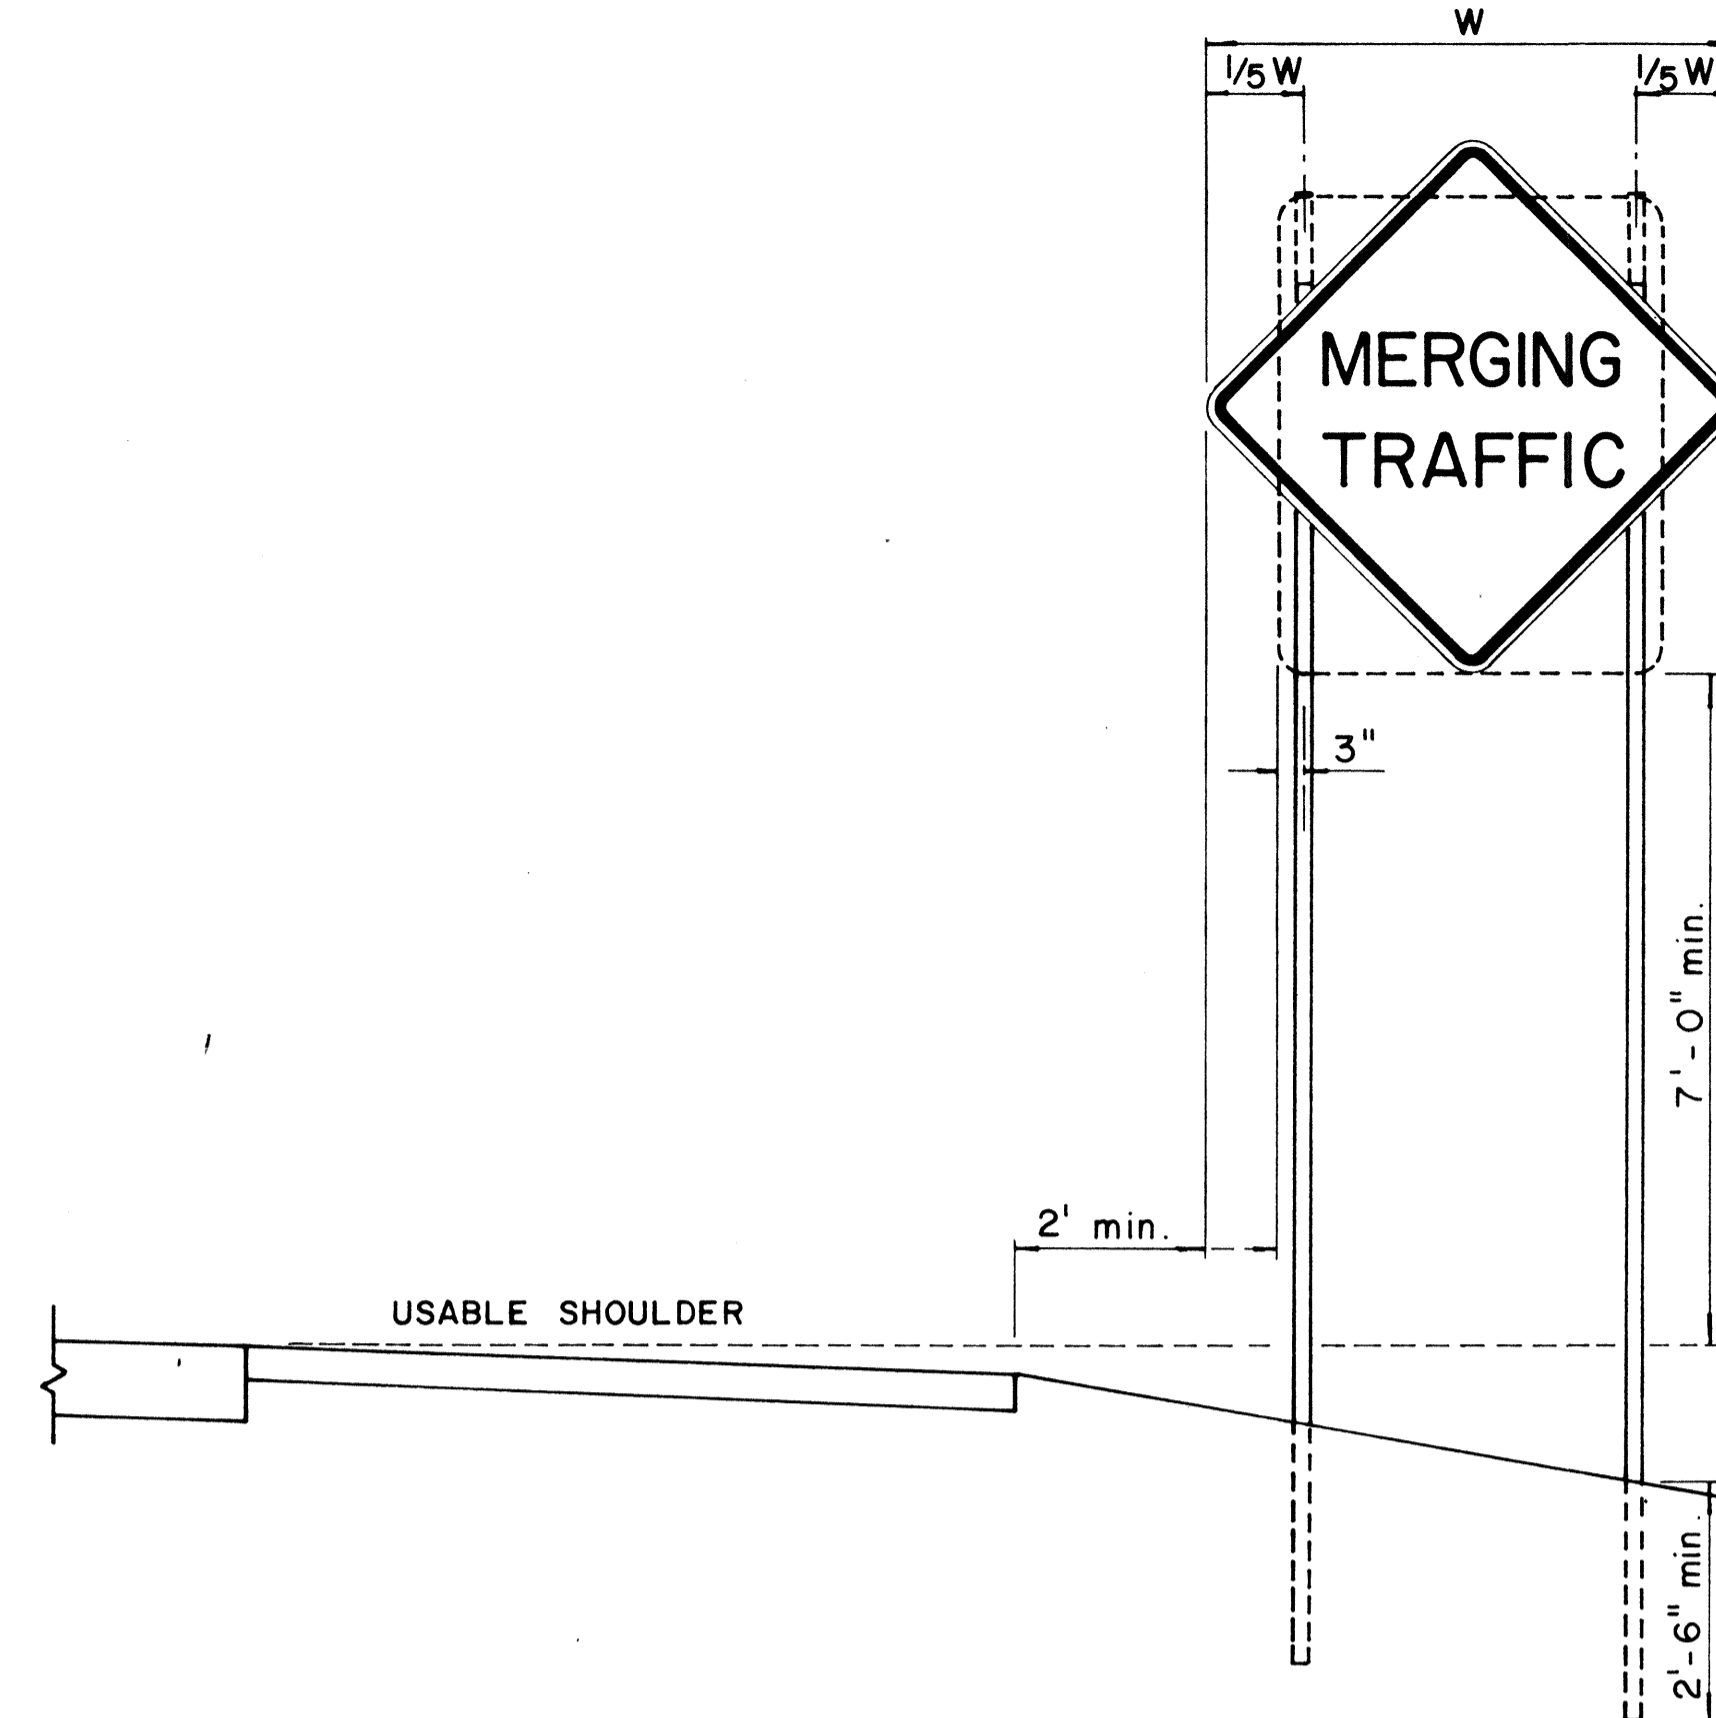 W
1/5 W 1/5 W
MERGING
TRAFFIC
3"
7'-0" min.
2' min.
USABLE SHOULDER
2'-6" min.